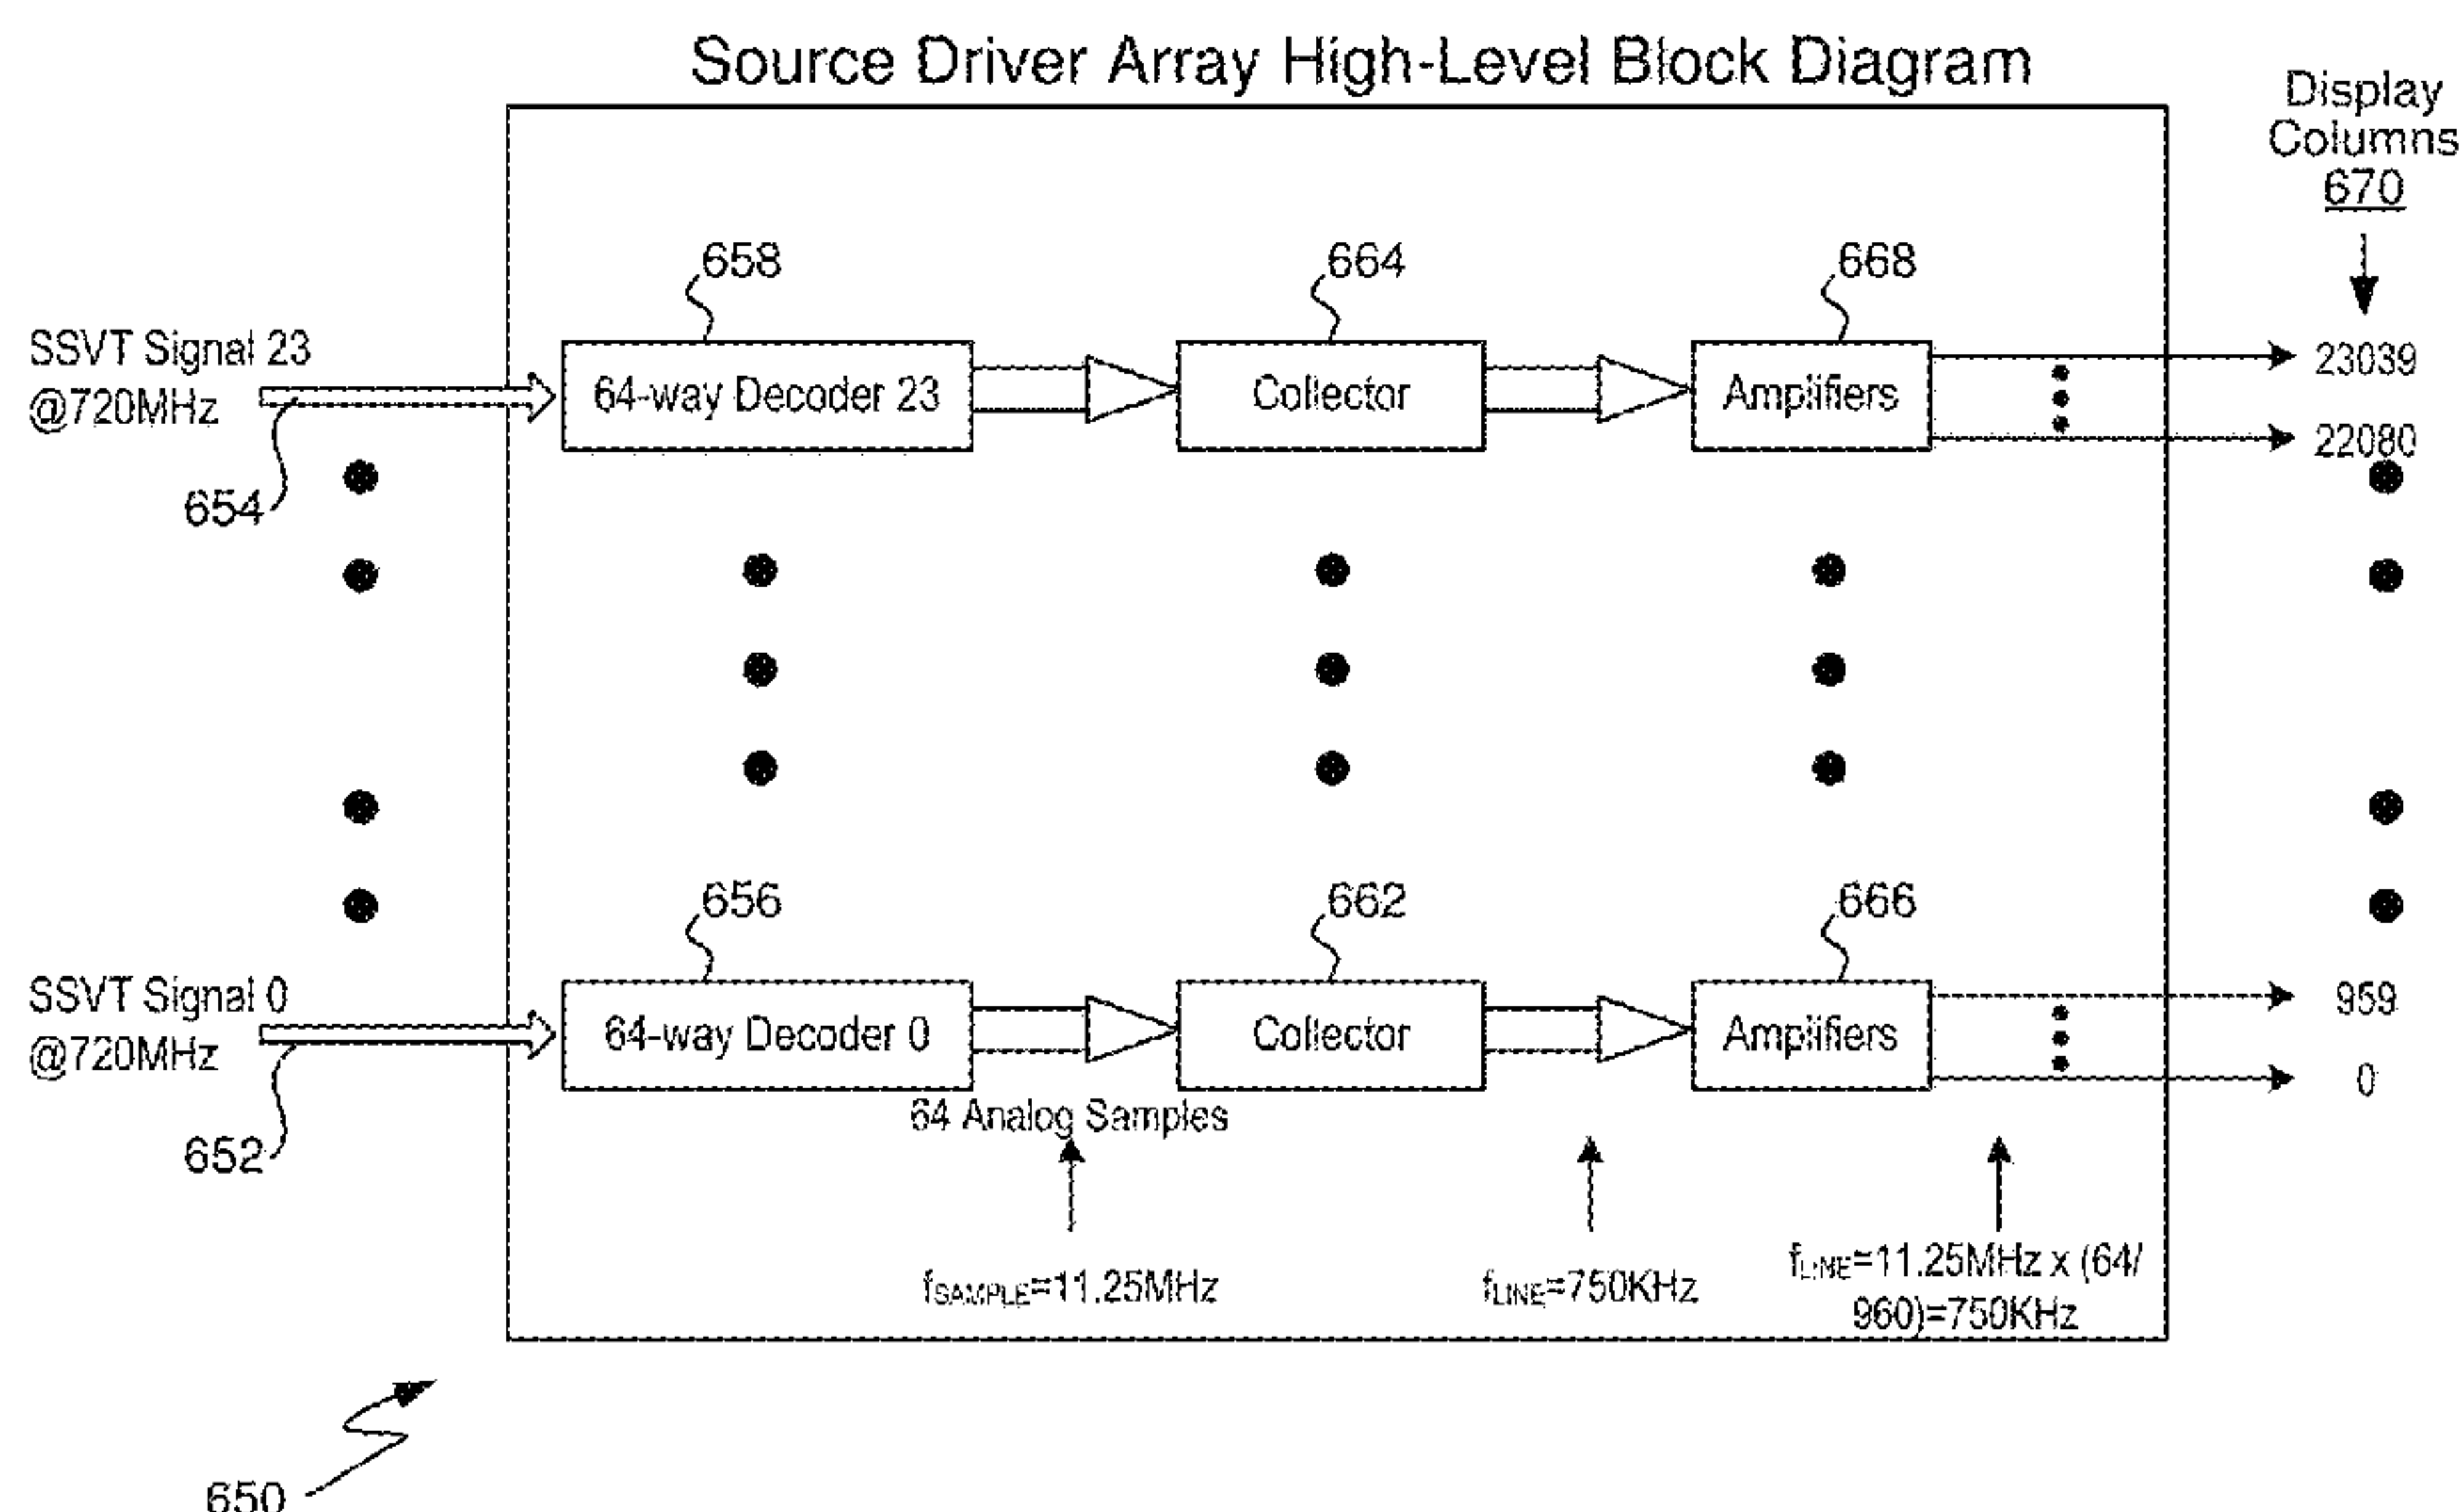 Source Driver Array High-Level Block Diagram
Display
Columns
670
658
664
668
SSVT Signal 23
@720MHz
64-way Decoder 23
Collector
Amplifiers
23039
22080
654
656
662
666
SSVT Signal 0
@720MHz
64-way Decoder 0
Collector
Amplifiers
959
0
64 Analog Samples
652
fSAMPLE=11.25MHz
fLINE=750KHz
fLINE=11.25MHz x (64/
960)=750KHz
650